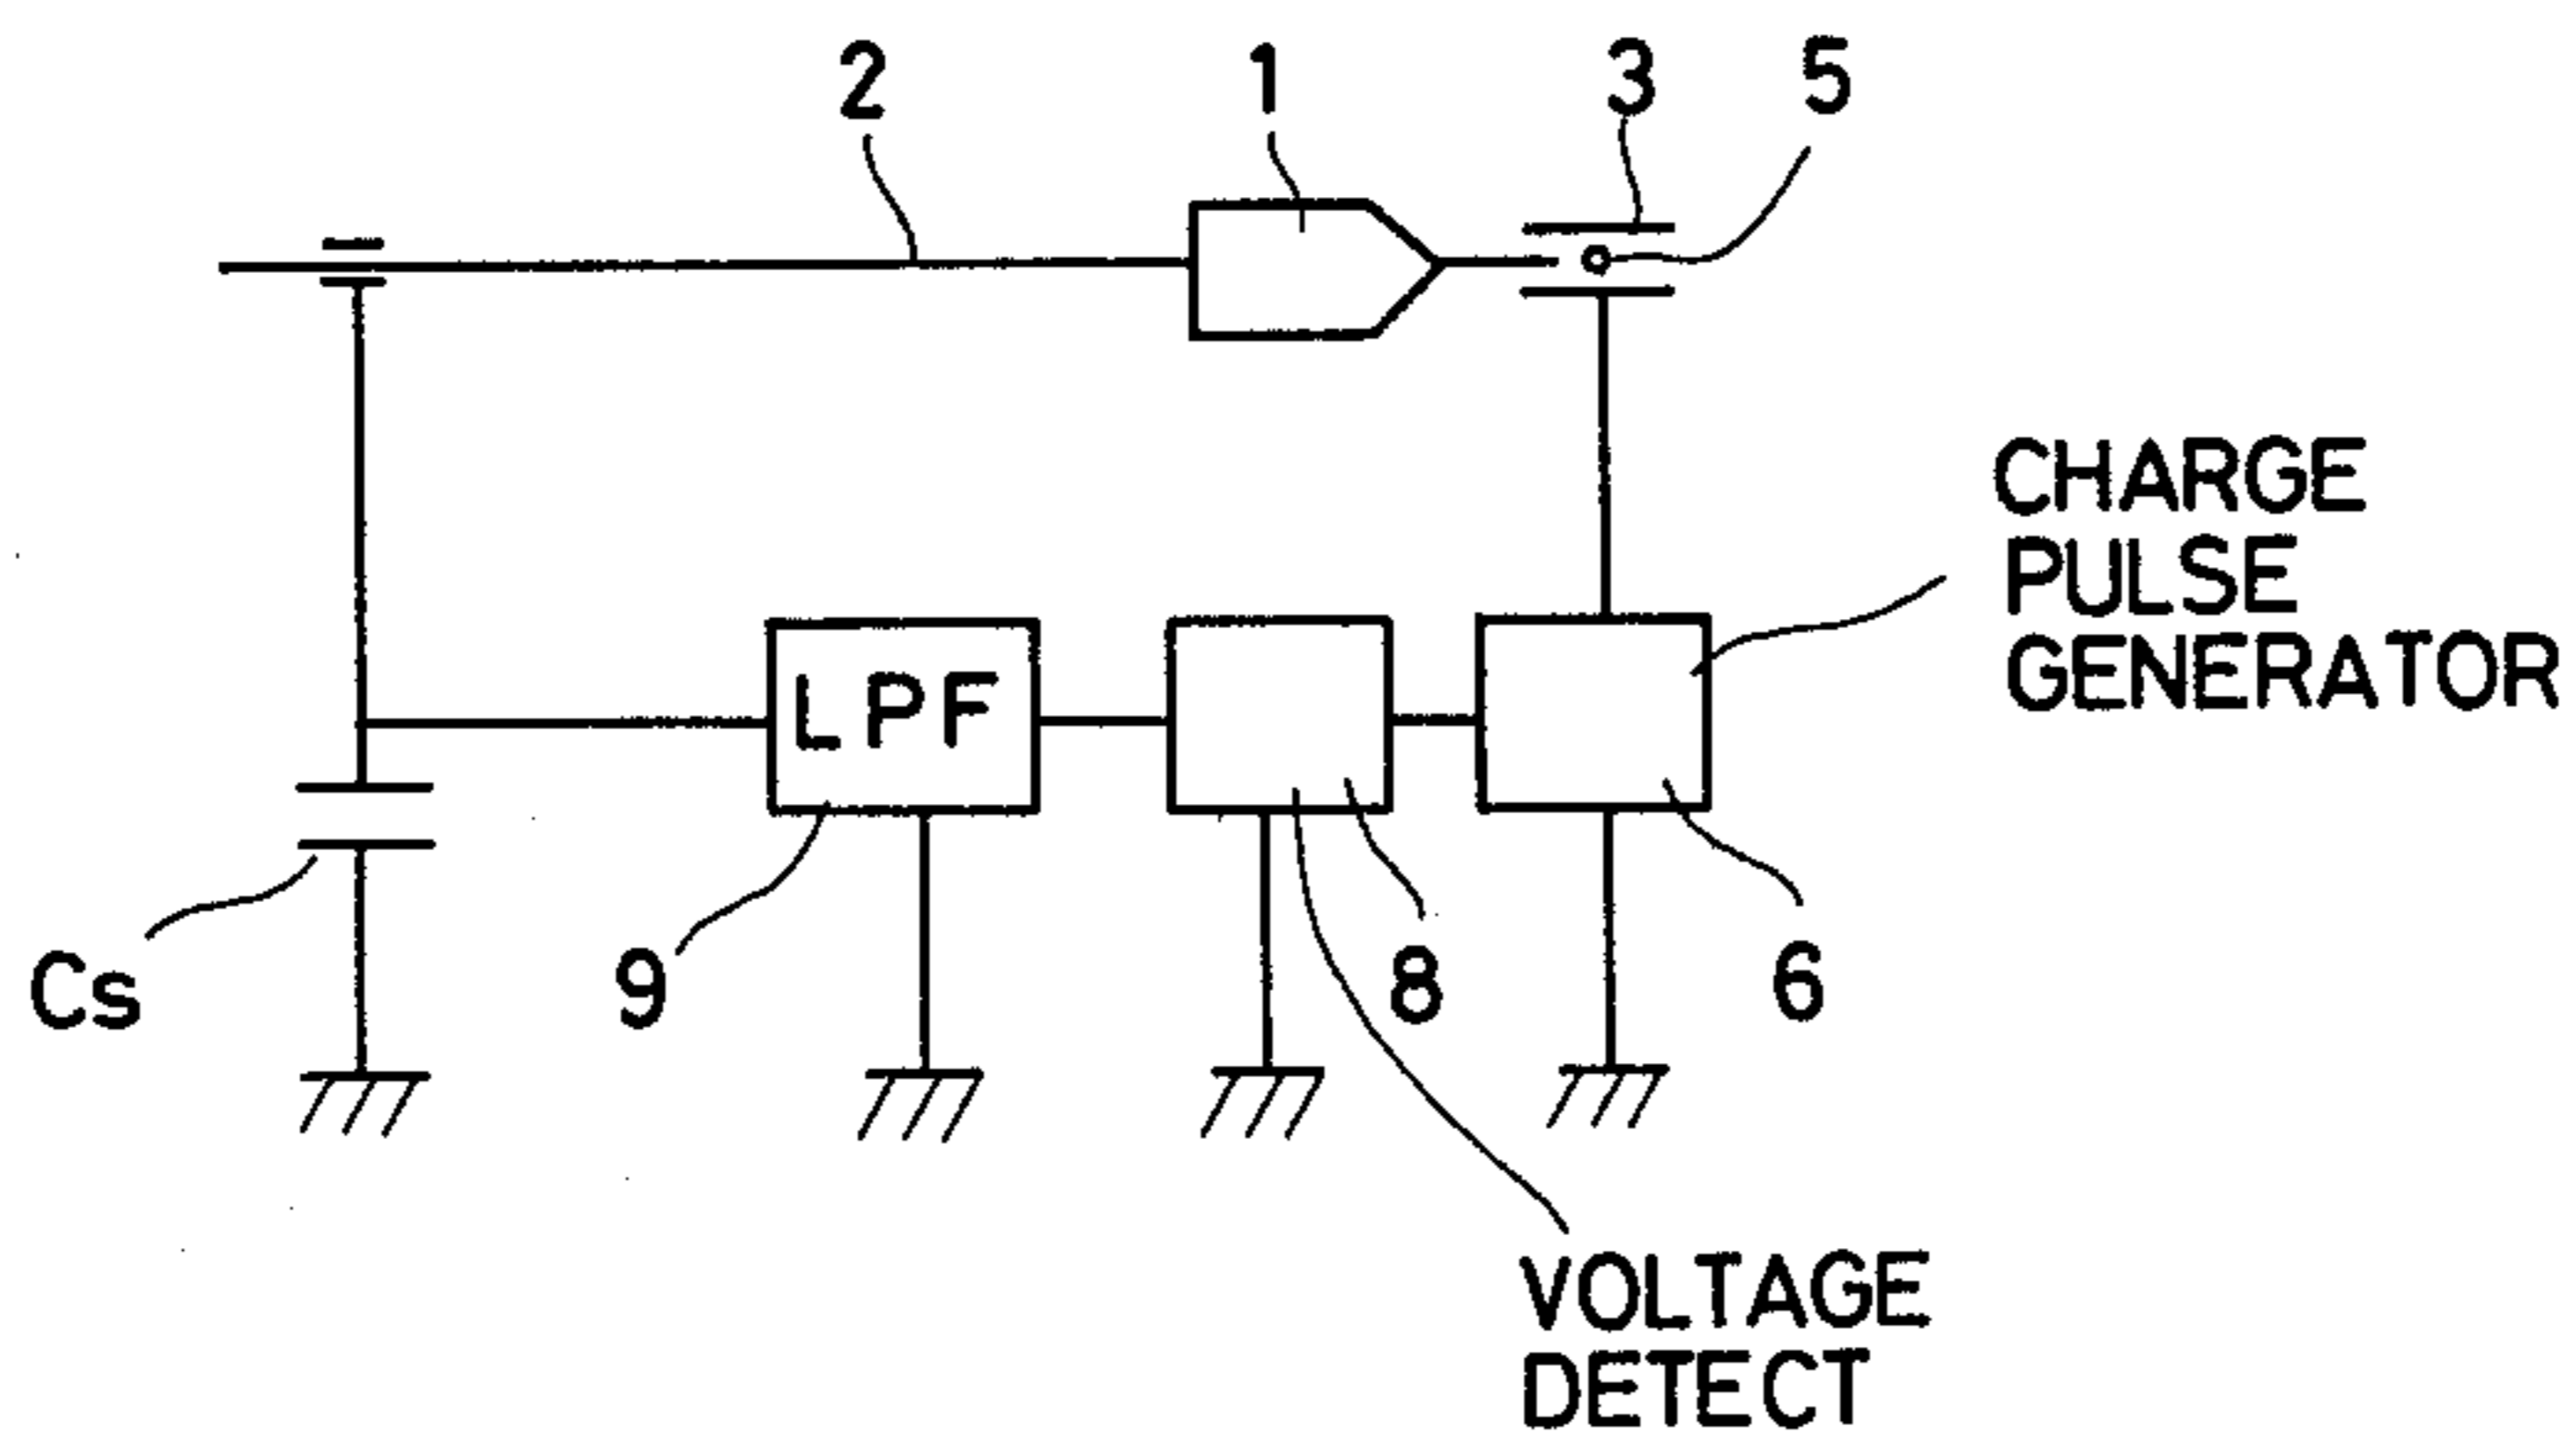 2 1 3 5
CHARGE
PULSE
GENERATOR
LPF
Cs 9 8 6
VOLTAGE
DETECT